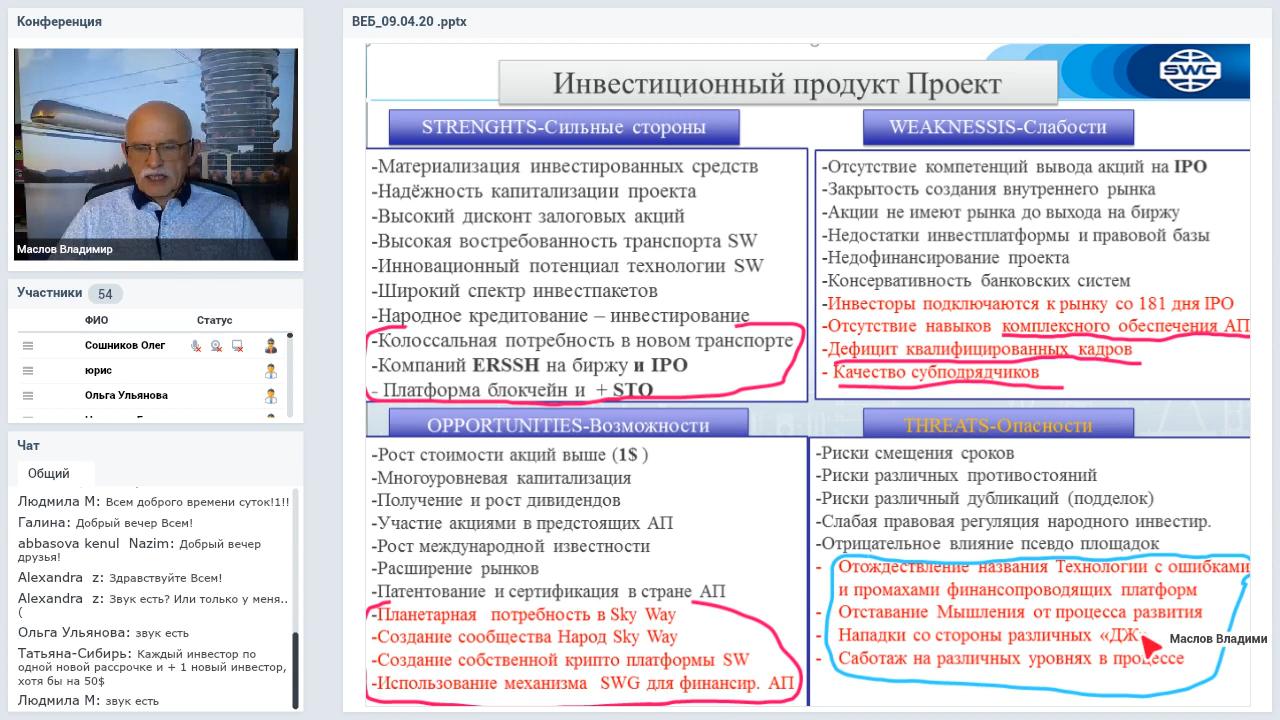 Конференция
Маслов Владимир
Участники 54
ФИО Статус
Сошников Олег
юрис
Ольга Ульянова
Чат
Общий
Людмила М: Всем доброго времени суток!1!!
Галина: Добрый вечер Всем!
abbasova kenul Nazim: Добрый вечер
друзья!
Alexandra z: Здравствуйте Всем!
Alexandra z: Звук есть? Или только у меня..
(
Ольга Ульянова: звук есть
Татьяна-Сибирь: Каждый инвестор по
одной новой рассрочке и + 1 новый инвестор,
хотя бы на 50$
Людмила М: звук есть
ВЕБ_09.04.20 .pptx
SWC
Инвестиционный продукт Проект
STRENGHTS-Сильные стороны
-Материализация инвестированных средств
-Надёжность капитализации проекта
-Высокий дисконт залоговых акций
-Высокая востребованность транспорта SW
-Инновационный потенциал технологии SW
-Широкий спектр инвестпакетов
-Народное кредитование – инвестирование
-Колоссальная потребность в новом транспорте
-Компаний ERSSH на биржу и IPO
- Платформа блокчейн и + STO
WEAKNESSIS-Слабости
-Отсутствие компетенций вывода акций на IPO
-Закрытость создания внутреннего рынка
-Акции не имеют рынка до выхода на биржу
-Недостатки инвестплатформы и правовой базы
-Недофинансирование проекта
-Консервативность банковских систем
-Инвесторы подключаются к рынку со 181 дня IPO
-Отсутствие навыков комплексного обеспечения АП
-Дефицит квалифицированных кадров
- Качество субподрядчиков
OPPORTUNITIES-Возможности
-Рост стоимости акций выше (1$ )
-Многоуровневая капитализация
-Получение и рост дивидендов
-Участие акциями в предстоящих АП
-Рост международной известности
-Расширение рынков
-Патентование и сертификация в стране АП
-Планетарная потребность в Sky Way
-Создание сообщества Народ Sky Way
-Создание собственной крипто платформы SW
-Использование механизма SWG для финансир. АП
THREATS-Опасности
-Риски смещения сроков
-Риски различных противостояний
-Риски различный дубликаций (подделок)
-Слабая правовая регуляция народного инвестир.
-Отрицательное влияние псевдо площадок
- Отождествление названия Технологии с ошибками
и промахами финансопроводящих платформ
- Отставание Мышления от процесса развития
- Нападки со стороны различных «ДЖ
- Саботаж на различных уровнях в процессе
Маслов Владими